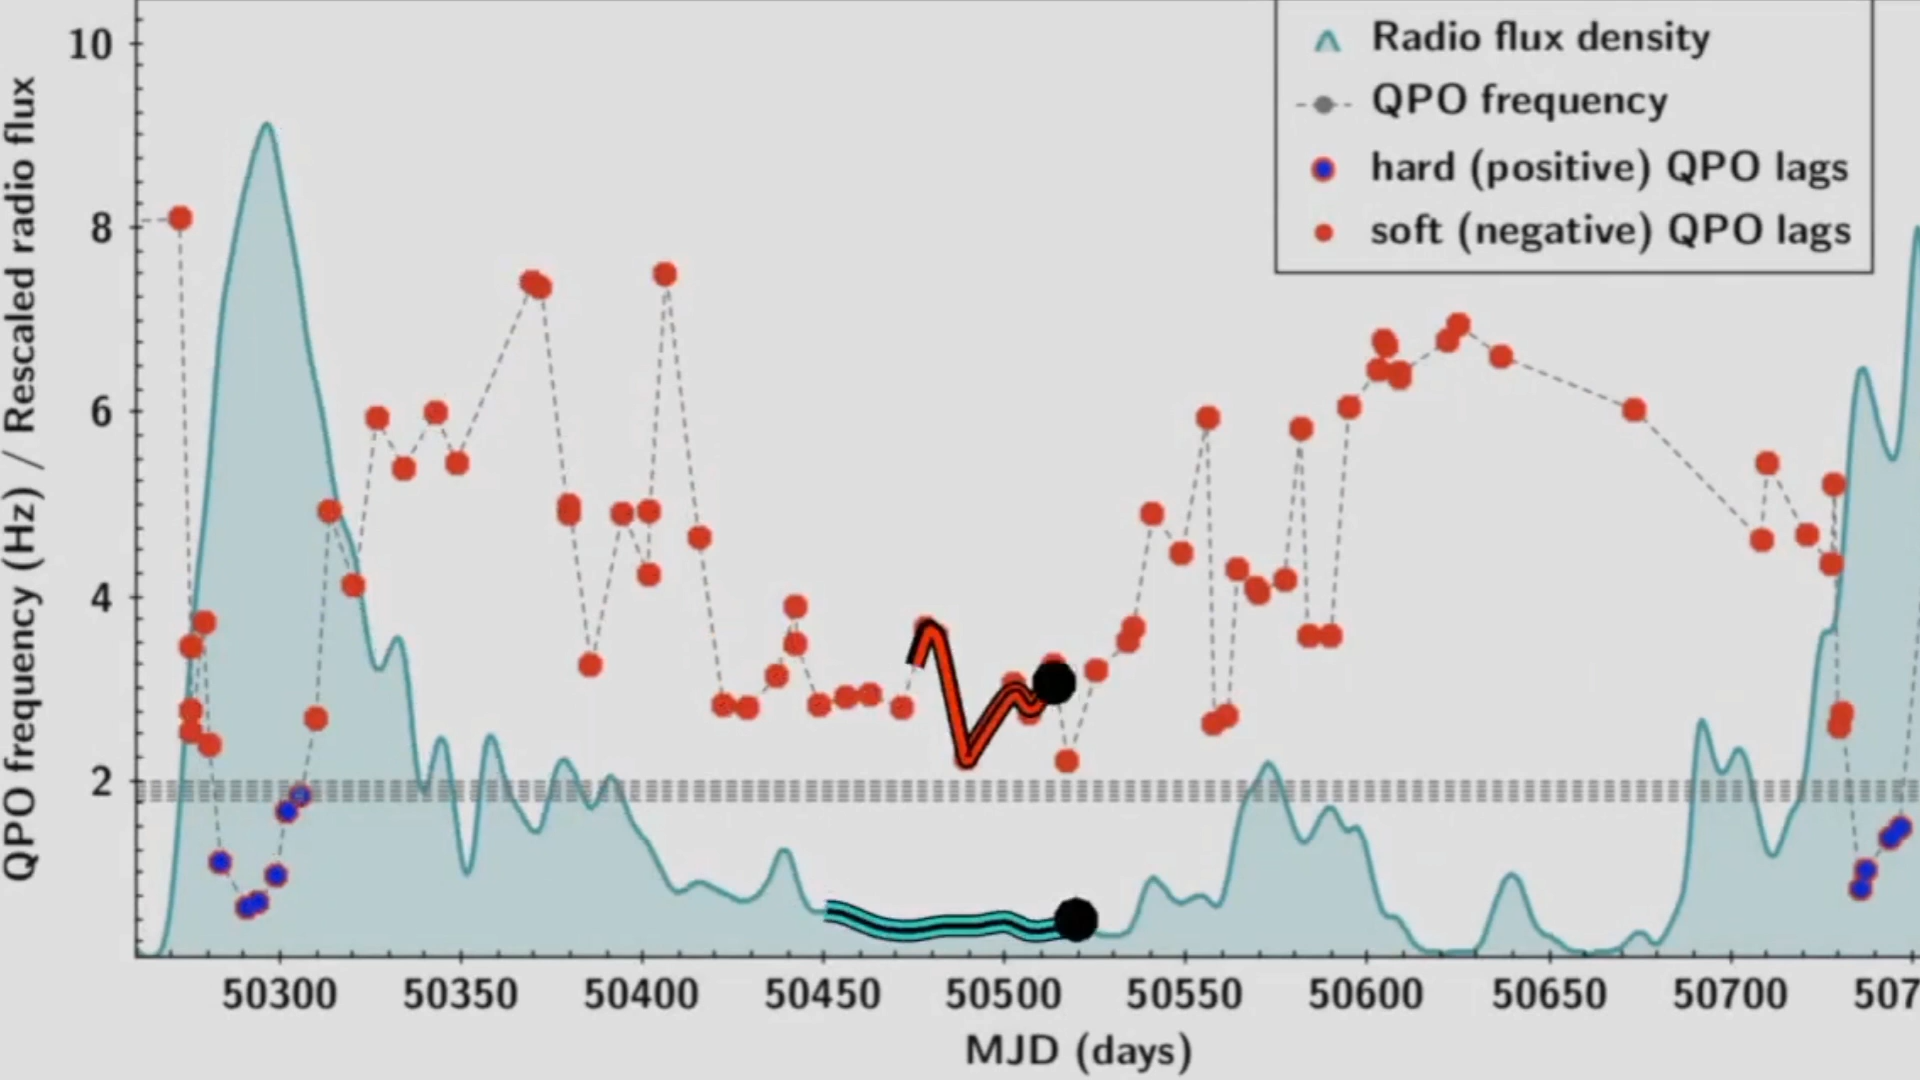 Radio flux density
QPO frequency
hard (positive) QPO lags
soft (negative) QPO lags
QPO frequency (Hz) / Rescaled radio flux
10
8
6
4
2
50300 50350 50400 50450 50500 50550 50600 50650 50700 507
MJD (days)